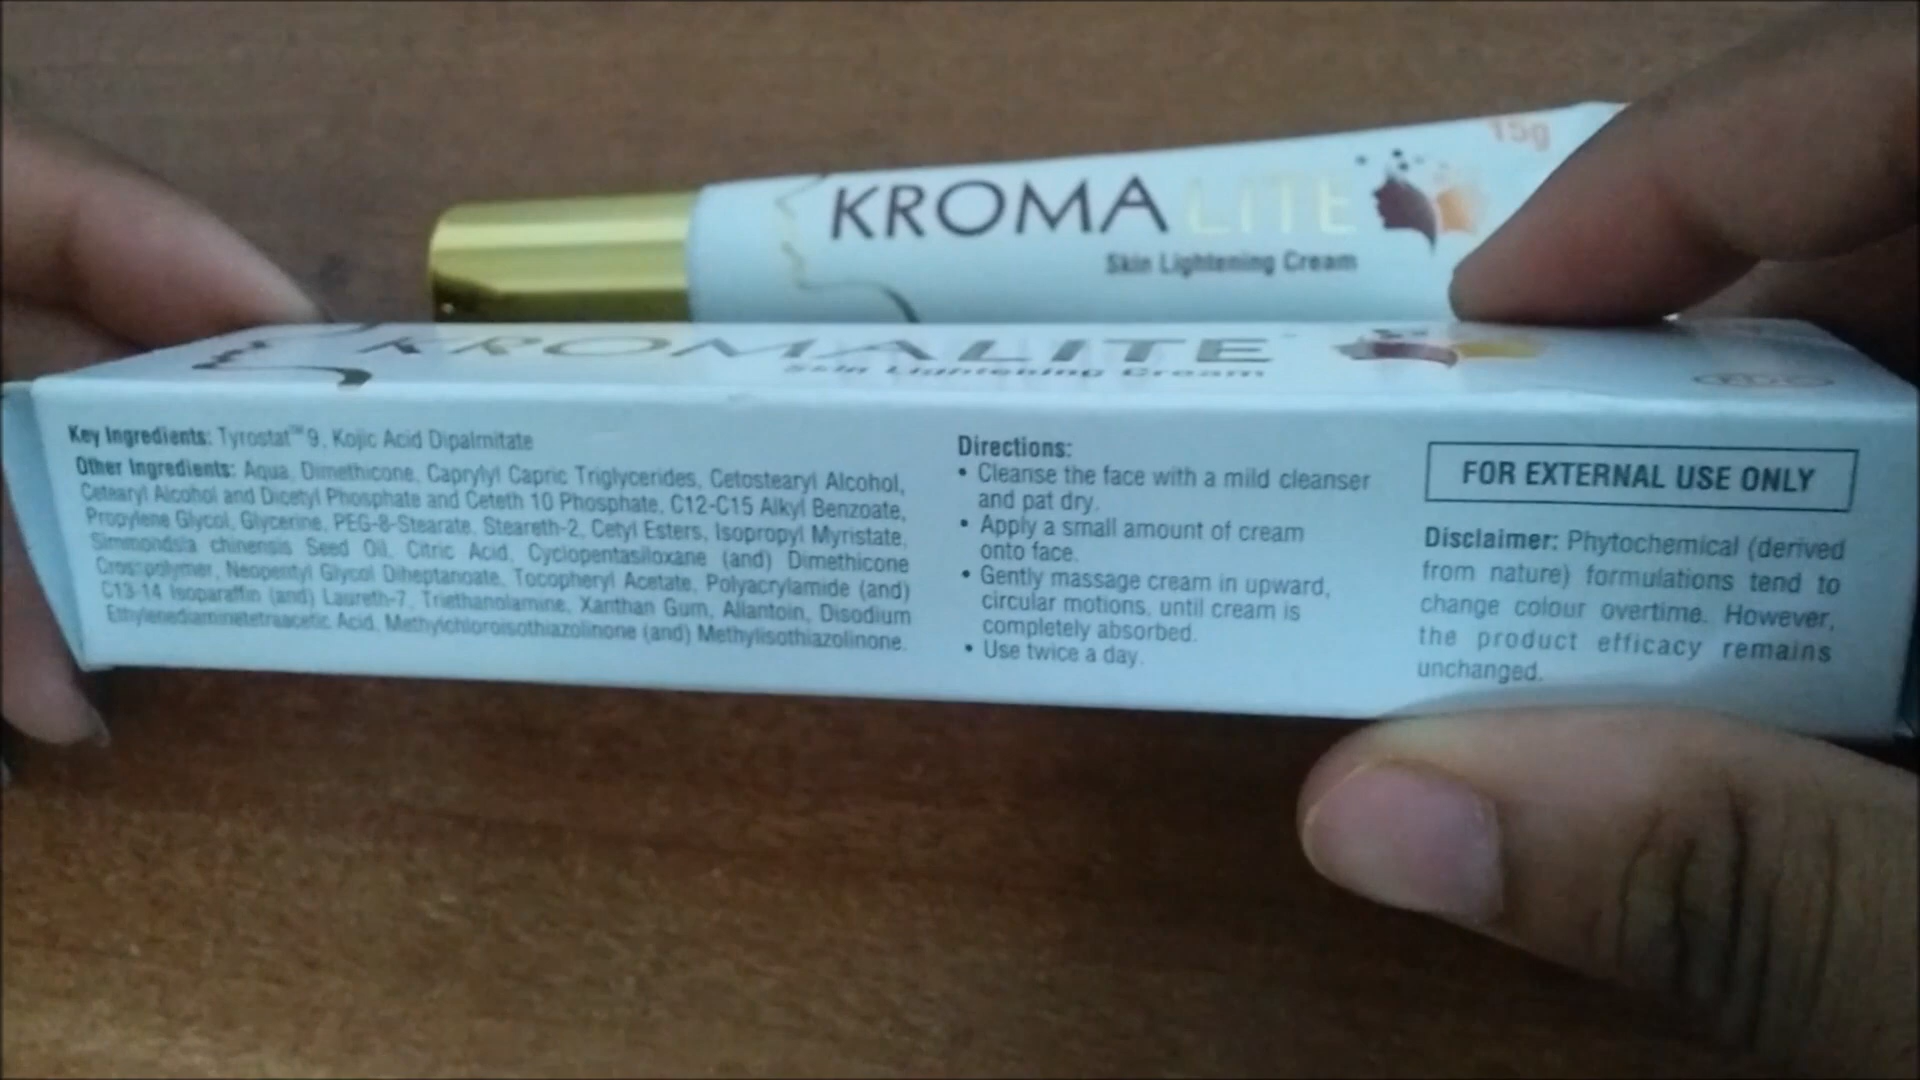 15g
KROMALITE
Skin Lightening Cream
KROMALITE
Skin Lightening Cream
Key Ingredients: Tyrostat™ 9, Kojic Acid Dipalmitate
Other Ingredients: Aqua, Dimethicone, Caprylyl Capric Triglycerides, Cetostearyl Alcohol,
Cetearyl Alcohol and Dicetyl Phosphate and Ceteth 10 Phosphate, C12-C15 Alkyl Benzoate,
Propylene Glycol, Glycerine, PEG-8-Stearate, Steareth-2, Cetyl Esters, Isopropyl Myristate,
Simmondsia chinensis Seed Oil, Citric Acid, Cyclopentasiloxane (and) Dimethicone
Crosspolymer, Neopentyl Glycol Diheptanoate, Tocopheryl Acetate, Polyacrylamide (and)
C13-14 Isoparaffin (and) Laureth-7, Triethanolamine, Xanthan Gum, Allantoin, Disodium
Ethylenediaminetetraacetic Acid, Methylchloroisothiazolinone (and) Methylisothiazolinone.
Directions:
• Cleanse the face with a mild cleanser
and pat dry.
• Apply a small amount of cream
onto face.
• Gently massage cream in upward,
circular motions, until cream is
completely absorbed.
• Use twice a day.
FOR EXTERNAL USE ONLY
Disclaimer: Phytochemical (derived
from nature) formulations tend to
change colour overtime. However,
the product efficacy remains
unchanged.